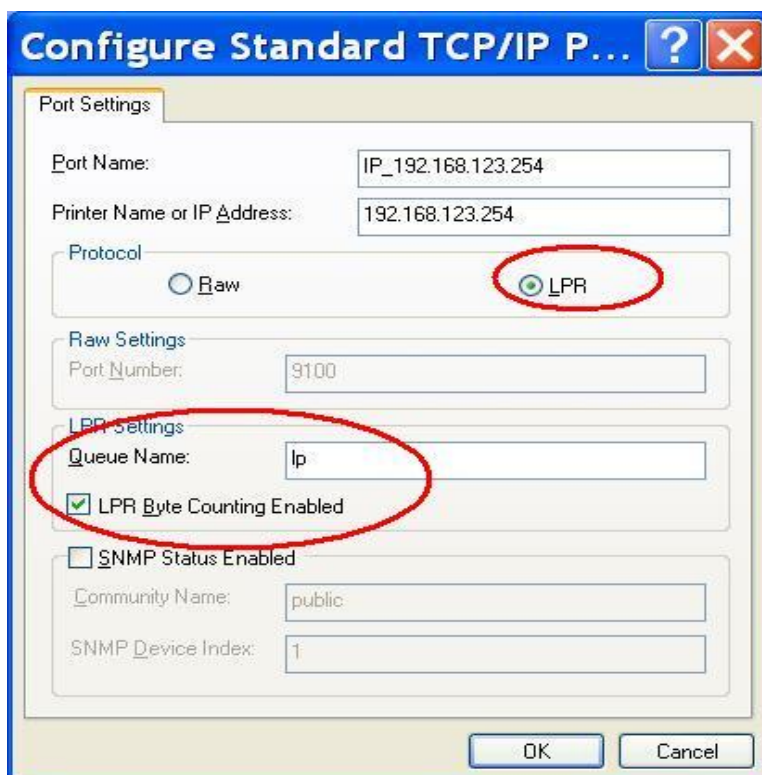 Configure Standard TCP/IP P...
Port Settings
Port Name: IP_192.168.123.254
Printer Name or IP Address: 192.168.123.254
Protocol
Raw LPR
Raw Settings
Port Number: 9100
LPR Settings
Queue Name: lp
LPR Byte Counting Enabled
SNMP Status Enabled
Community Name: public
SNMP Device Index: 1
OK Cancel